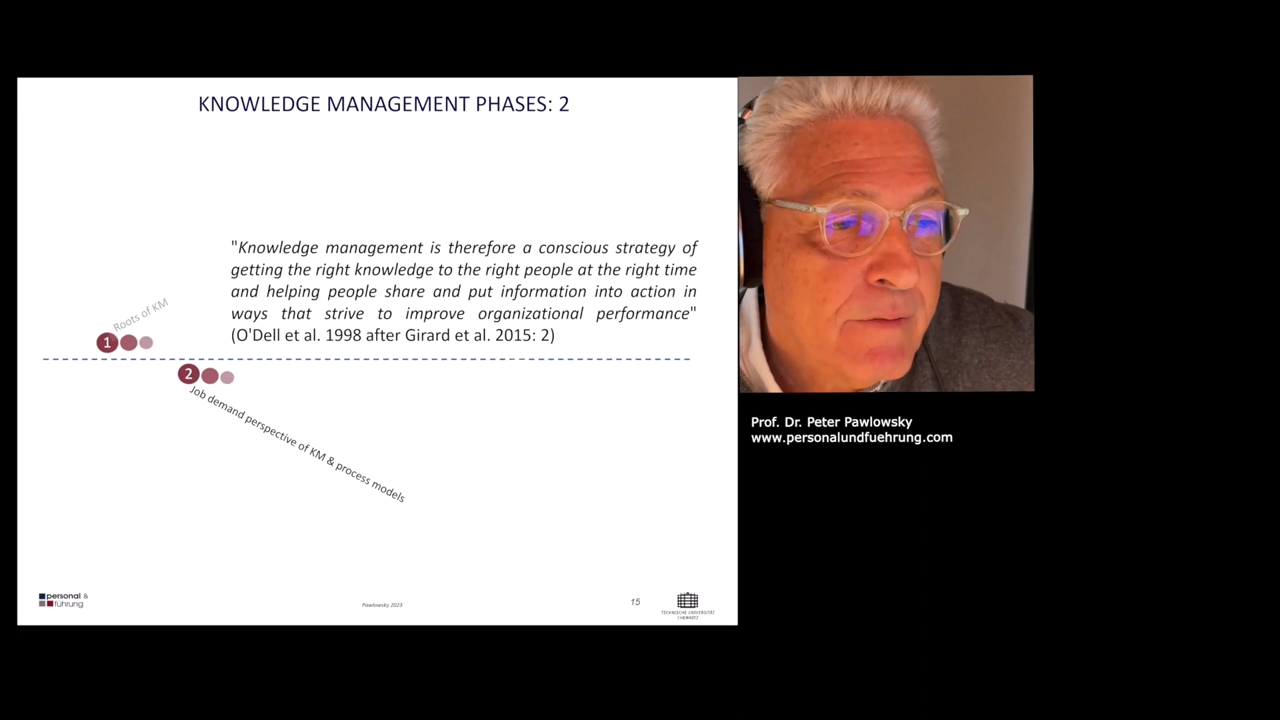 KNOWLEDGE MANAGEMENT PHASES: 2
"Knowledge management is therefore a conscious strategy of
getting the right knowledge to the right people at the right time
and helping people share and put information into action in
ways that strive to improve organizational performance"
(O'Dell et al. 1998 after Girard et al. 2015: 2)
Roots of KM
1
2
Job demand perspective of KM & process models
personal &
führung
Pawlowsky 2023
15
TECHNISCHE UNIVERSITÄT
CHEMNITZ
Prof. Dr. Peter Pawlowsky
www.personalundfuehrung.com